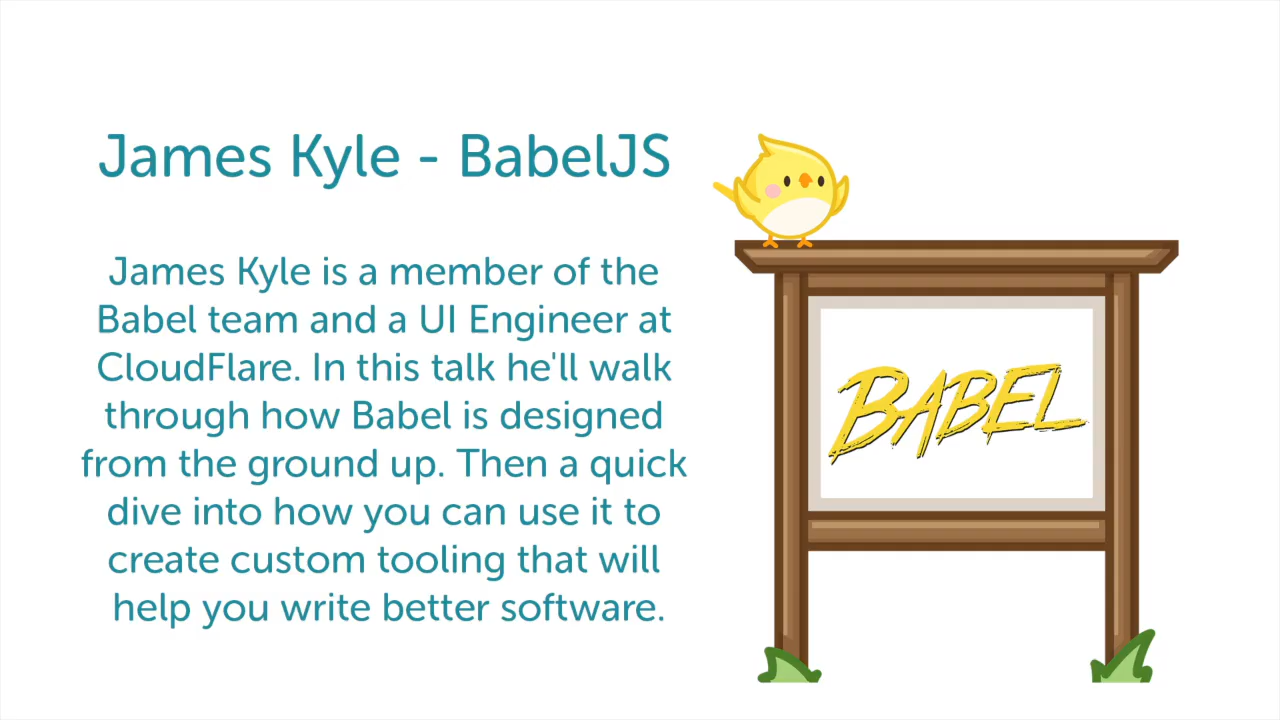 James Kyle - BabelJS
James Kyle is a member of the
Babel team and a UI Engineer at
CloudFlare. In this talk he'll walk
through how Babel is designed
from the ground up. Then a quick
dive into how you can use it to
create custom tooling that will
help you write better software.
BABEL